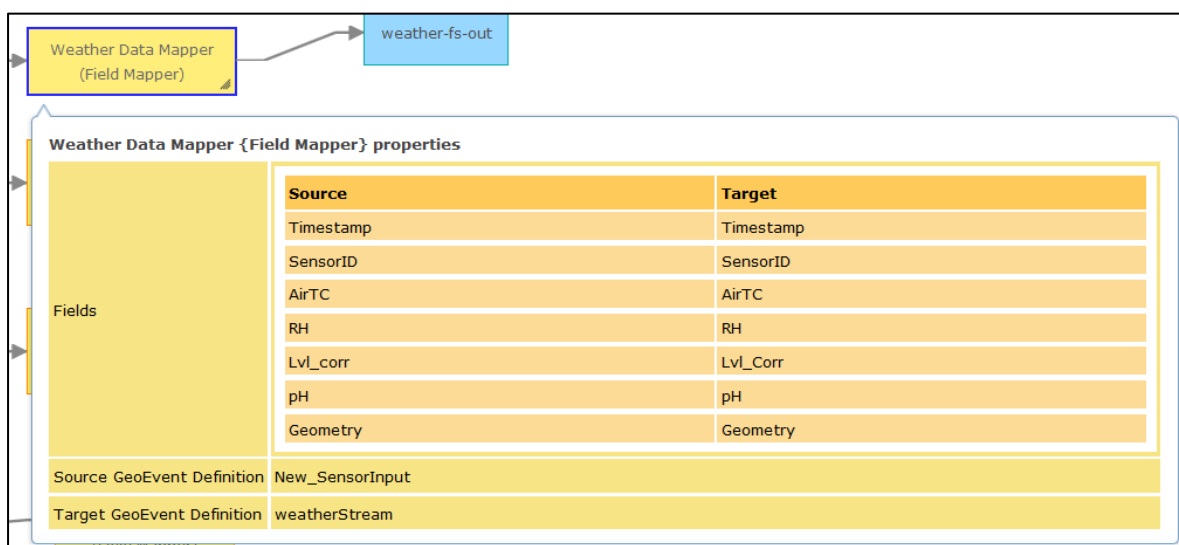 Weather Data Mapper
(Field Mapper)
weather-fs-out
Weather Data Mapper {Field Mapper} properties
Fields
Source Target
Timestamp Timestamp
SensorID SensorID
AirTC AirTC
RH RH
Lvl_corr Lvl_Corr
pH pH
Geometry Geometry
Source GeoEvent Definition New_SensorInput
Target GeoEvent Definition weatherStream